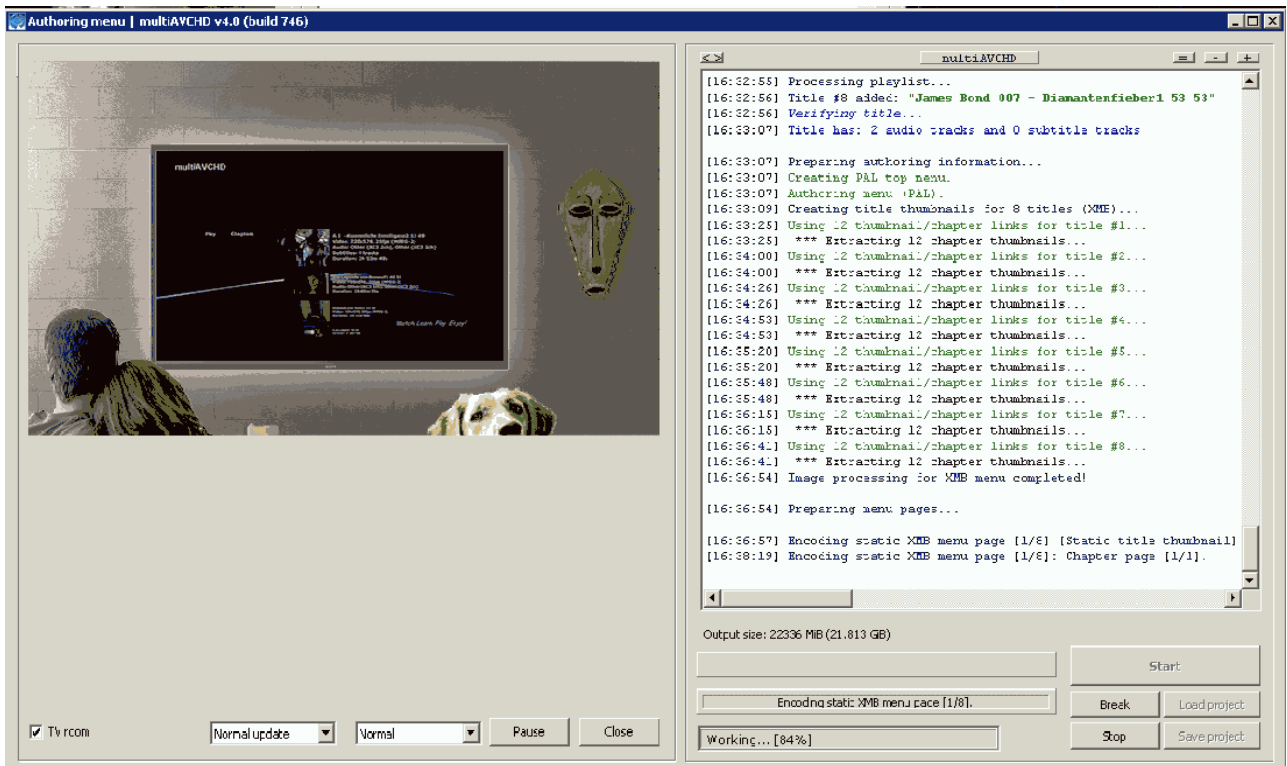 Authoring menu | multiAVCHD v4.0 (build 746)
multiAVCHD
Play Chapters
Watch Learn Play Enjoy!
<> multiAVCHD = - +
[16:32:55] Processing playlist...
[16:32:56] Title #8 added: "James Bond 007 - Diamantenfieber1 53 53"
[16:32:56] Verifying title...
[16:33:07] Title has: 2 audio tracks and 0 subtitle tracks
[16:33:07] Preparing authoring information...
[16:33:07] Creating PAL top menu.
[16:33:07] Authoring menu (PAL).
[16:33:09] Creating title thumbnails for 8 titles (XMB)...
[16:33:25] Using 12 thumbnail/chapter links for title #1...
[16:33:25] *** Extracting 12 chapter thumbnails...
[16:34:00] Using 12 thumbnail/chapter links for title #2...
[16:34:00] *** Extracting 12 chapter thumbnails...
[16:34:26] Using 12 thumbnail/chapter links for title #3...
[16:34:26] *** Extracting 12 chapter thumbnails...
[16:34:53] Using 12 thumbnail/chapter links for title #4...
[16:34:53] *** Extracting 12 chapter thumbnails...
[16:35:20] Using 12 thumbnail/chapter links for title #5...
[16:35:20] *** Extracting 12 chapter thumbnails...
[16:35:48] Using 12 thumbnail/chapter links for title #6...
[16:35:48] *** Extracting 12 chapter thumbnails...
[16:36:15] Using 12 thumbnail/chapter links for title #7...
[16:36:15] *** Extracting 12 chapter thumbnails...
[16:36:41] Using 12 thumbnail/chapter links for title #8...
[16:36:41] *** Extracting 12 chapter thumbnails...
[16:36:54] Image processing for XMB menu completed!
[16:36:54] Preparing menu pages...
[16:36:57] Encoding static XMB menu page [1/8] [Static title thumbnail]
[16:38:19] Encoding static XMB menu page [1/8]: Chapter page [1/1].
Output size: 22336 MiB (21.813 GB)
Start
Encoding static XMB menu page [1/8].
Break Load project
TV room Normal update Normal Pause Close
Working... [84%]
Stop Save project